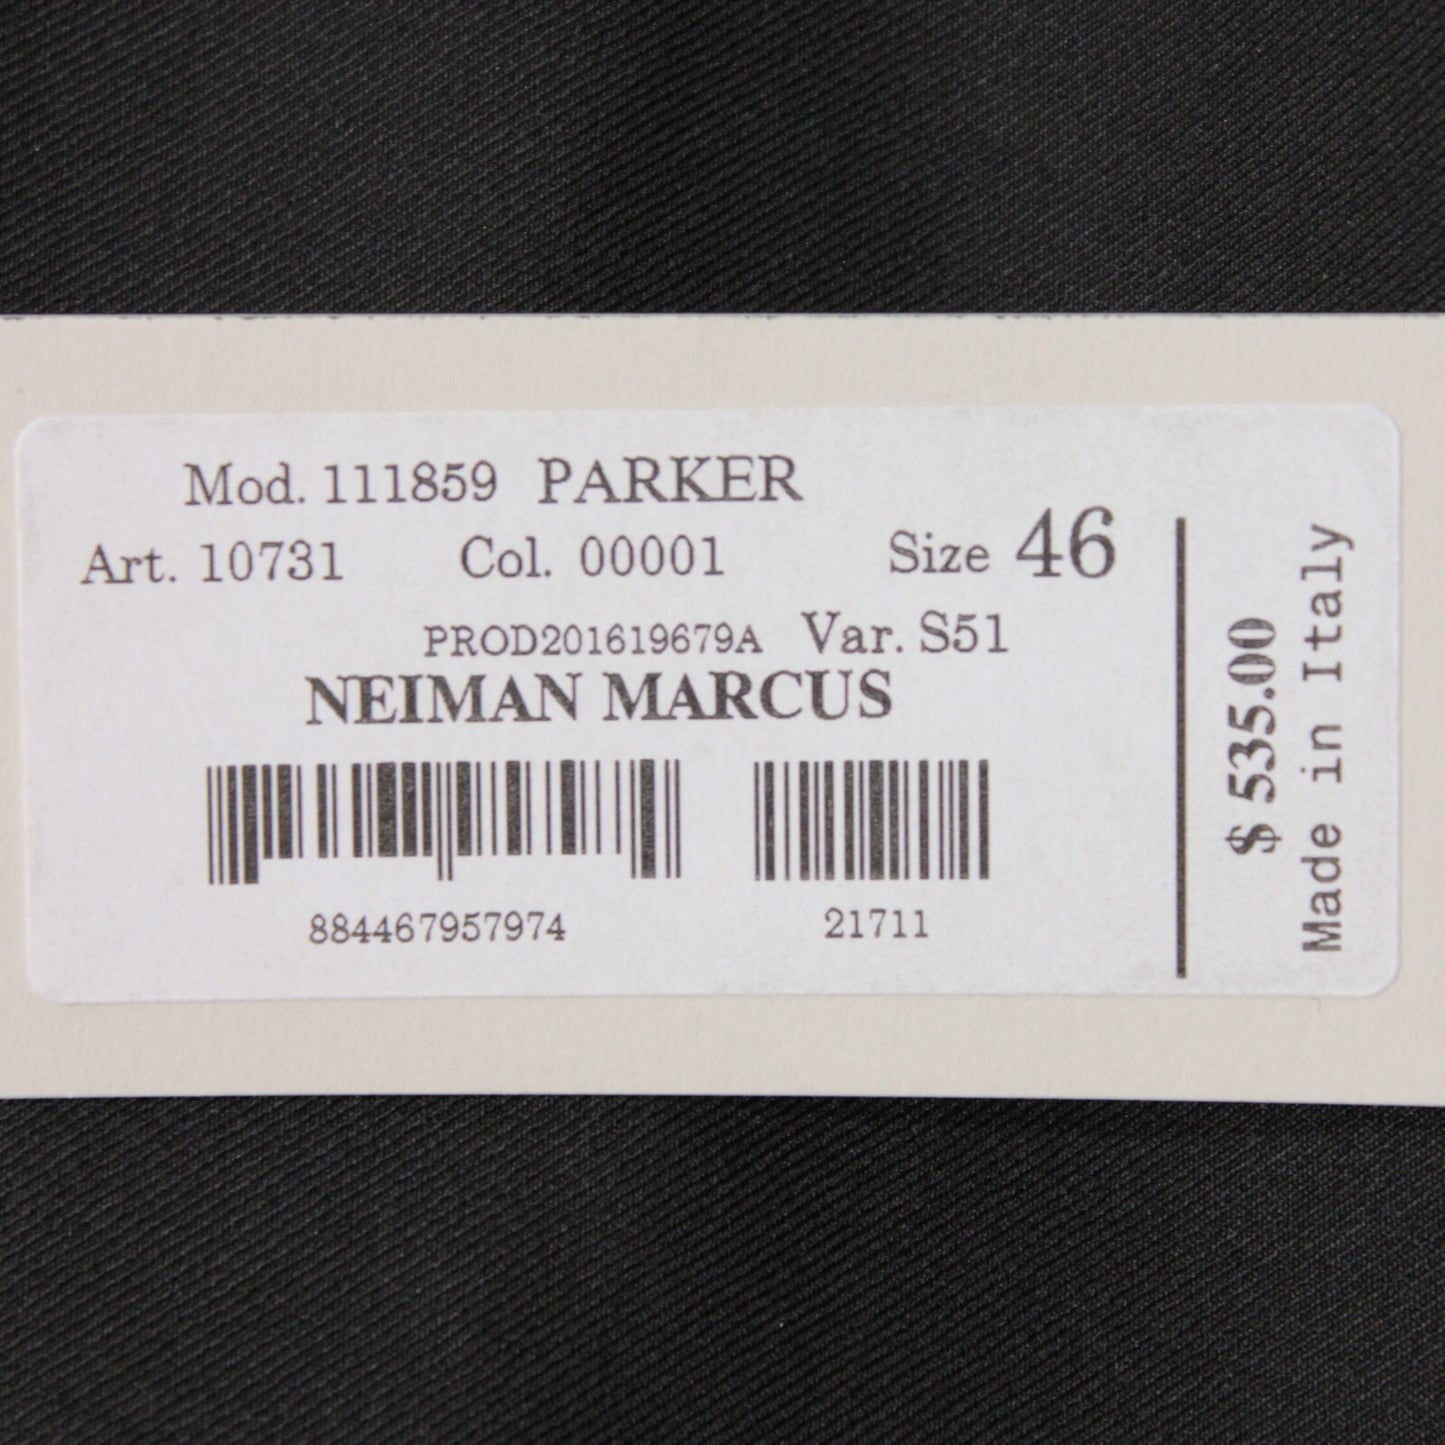 Mod. 111859 PARKER
Art. 10731 Col. 00001 Size 46
PROD201619679A Var. S51
NEIMAN MARCUS
884467957974 21711
$ 535.00
Made in Italy